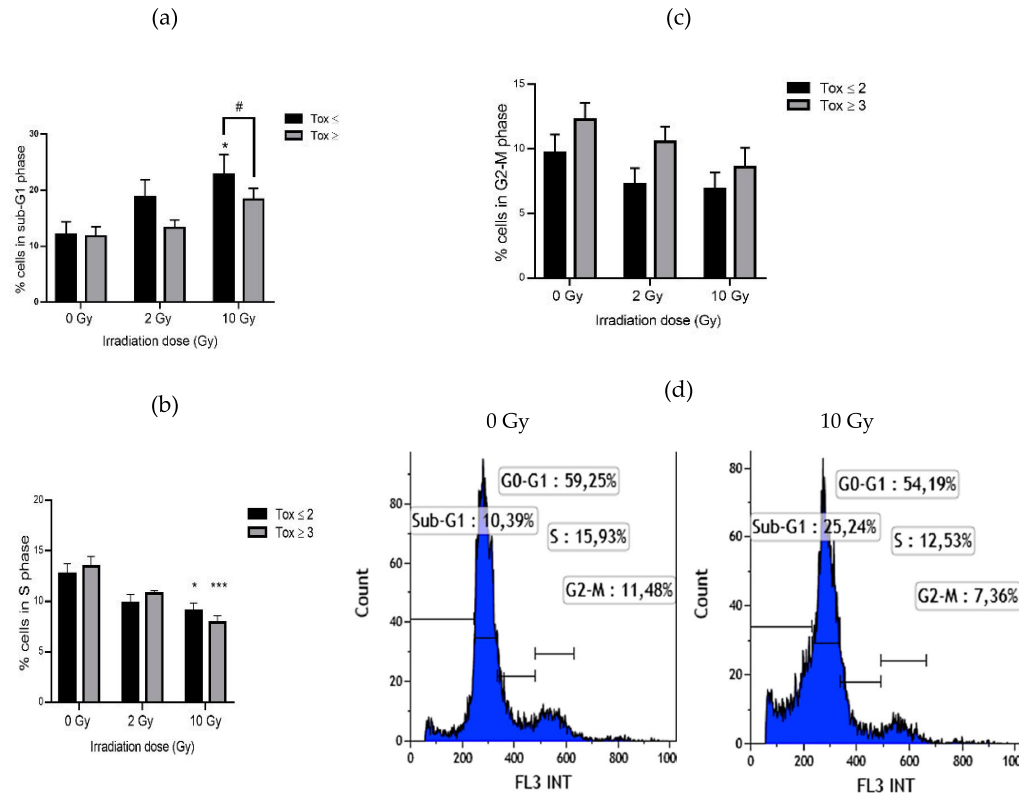 (a)
% cells in sub-G1 phase
30
20
10
0
#
*
Tox <
Tox ≥
0 Gy 2 Gy 10 Gy
Irradiation dose (Gy)
(c)
% cells in G2-M phase
15
10
5
0
Tox ≤ 2
Tox ≥ 3
0 Gy 2 Gy 10 Gy
Irradiation dose (Gy)
(b)
% cells in S phase
20
15
10
5
0
* ***
Tox ≤ 2
Tox ≥ 3
0 Gy 2 Gy 10 Gy
Irradiation dose (Gy)
(d)
0 Gy
Count
80
60
40
20
0
G0-G1 : 59,25%
Sub-G1 : 10,39%
S : 15,93%
G2-M : 11,48%
0 200 400 600 800 100
FL3 INT
10 Gy
Count
80
60
40
20
0
G0-G1 : 54,19%
Sub-G1 : 25,24%
S : 12,53%
G2-M : 7,36%
0 200 400 600 800 100
FL3 INT